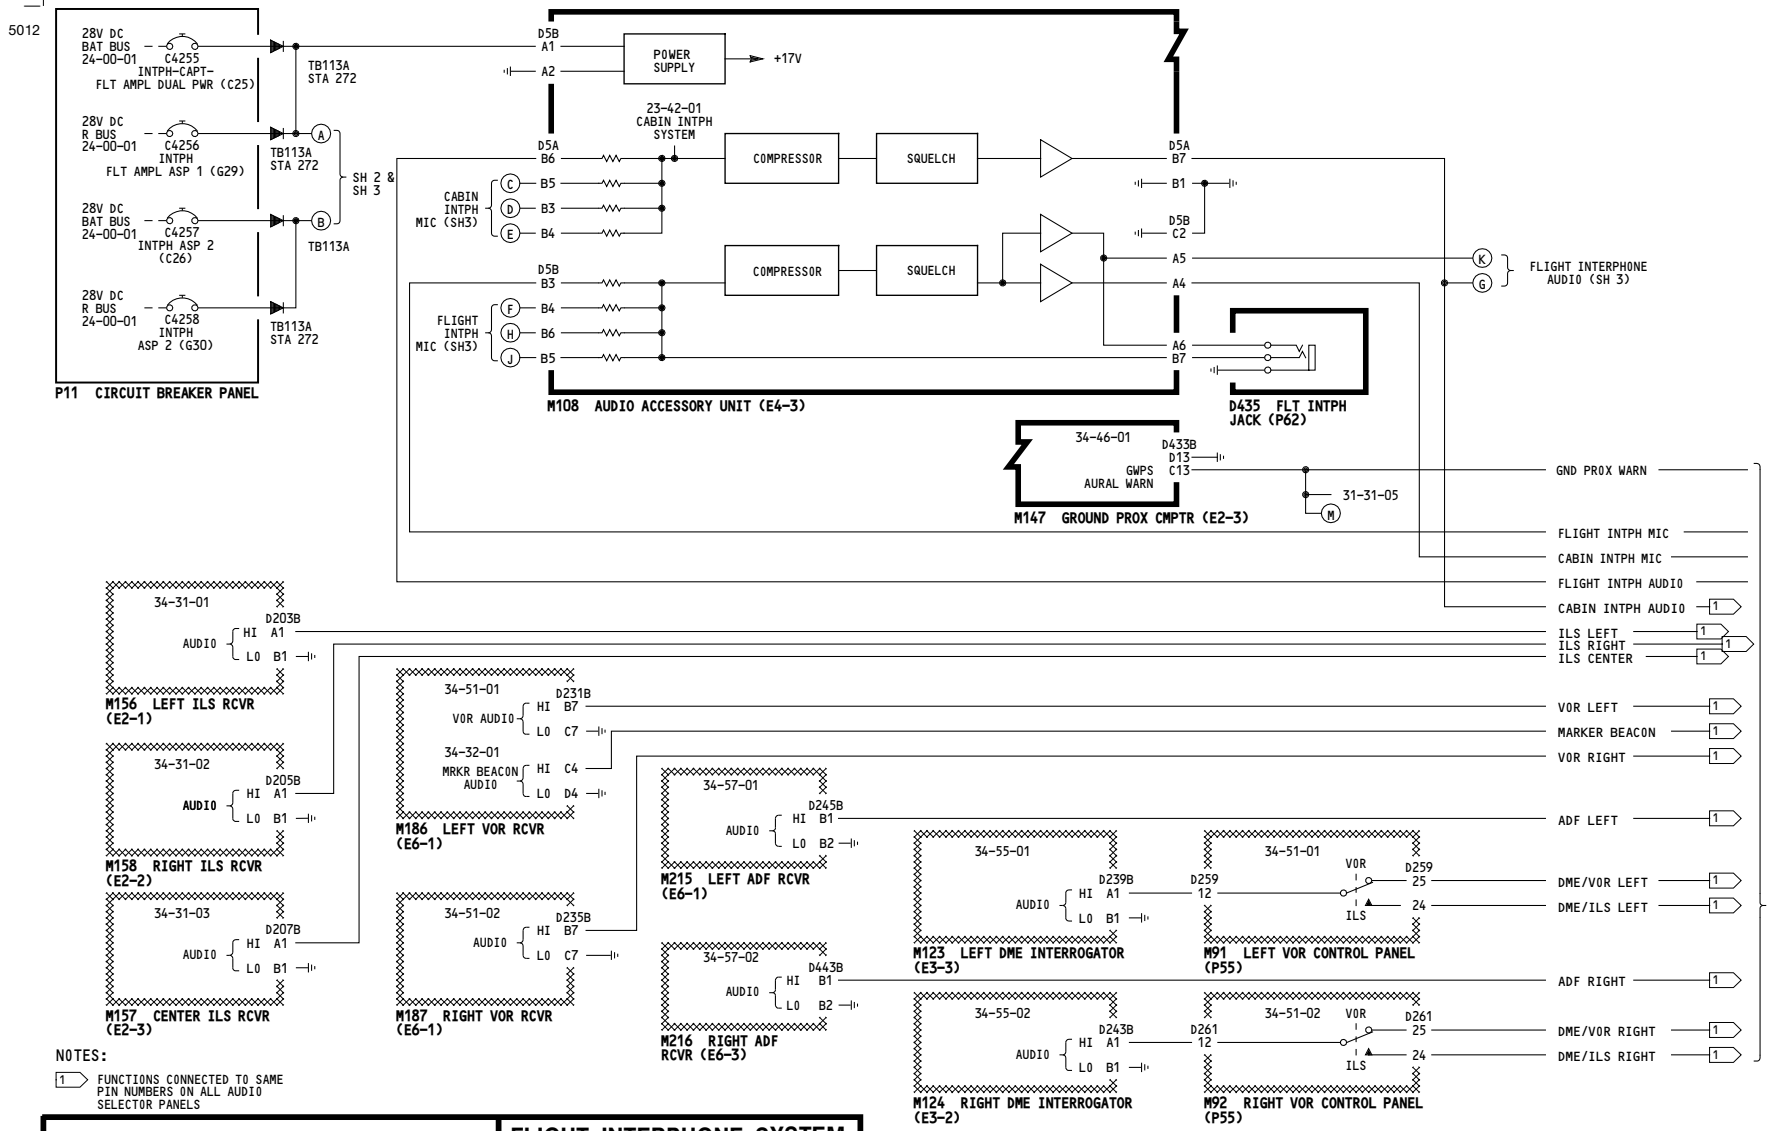 5012
28V DC
BAT BUS
24-00-01
C4255
INTPH-CAPT-
FLT AMPL DUAL PWR (C25)
TB113A
STA 272
28V DC
R BUS
24-00-01
C4256
INTPH
FLT AMPL ASP 1 (G29)
TB113A
STA 272
A
28V DC
BAT BUS
24-00-01
C4257
INTPH ASP 2
(C26)
B
TB113A
SH 2 &
SH 3
28V DC
R BUS
24-00-01
C4258
INTPH
ASP 2 (G30)
TB113A
STA 272
P11 CIRCUIT BREAKER PANEL
D5B
A1
A2
POWER
SUPPLY
+17V
23-42-01
CABIN INTPH
SYSTEM
D5A
B6
CABIN
INTPH
MIC (SH3)
C B5
D B3
E B4
COMPRESSOR
SQUELCH
D5A
B7
B1
D5B
C2
A5
A4
D5B
B3
FLIGHT
INTPH
MIC (SH3)
F B4
H B6
J B5
COMPRESSOR
SQUELCH
A6
B7
K
G
FLIGHT INTERPHONE
AUDIO (SH 3)
M108 AUDIO ACCESSORY UNIT (E4-3)
D435 FLT INTPH
JACK (P62)
34-46-01
D433B
D13
GWPS C13
AURAL WARN
31-31-05
M
M147 GROUND PROX CMPTR (E2-3)
GND PROX WARN
FLIGHT INTPH MIC
CABIN INTPH MIC
FLIGHT INTPH AUDIO
CABIN INTPH AUDIO 1
ILS LEFT 1
ILS RIGHT 1
ILS CENTER 1
VOR LEFT 1
MARKER BEACON 1
VOR RIGHT 1
ADF LEFT 1
DME/VOR LEFT 1
DME/ILS LEFT 1
ADF RIGHT 1
DME/VOR RIGHT 1
DME/ILS RIGHT 1
34-31-01
D203B
AUDIO
HI A1
LO B1
M156 LEFT ILS RCVR
(E2-1)
34-31-02
D205B
AUDIO
HI A1
LO B1
M158 RIGHT ILS RCVR
(E2-2)
34-31-03
D207B
AUDIO
HI A1
LO B1
M157 CENTER ILS RCVR
(E2-3)
34-51-01
D231B
VOR AUDIO
HI B7
LO C7
34-32-01
MRKR BEACON
AUDIO
HI C4
LO D4
M186 LEFT VOR RCVR
(E6-1)
34-51-02
D235B
AUDIO
HI B7
LO C7
M187 RIGHT VOR RCVR
(E6-1)
34-57-01
D245B
AUDIO
HI B1
LO B2
M215 LEFT ADF RCVR
(E6-1)
34-57-02
D443B
AUDIO
HI B1
LO B2
M216 RIGHT ADF
RCVR (E6-3)
34-55-01
D239B
AUDIO
HI A1
LO B1
M123 LEFT DME INTERROGATOR
(E3-3)
34-51-01
D259
12
VOR
ILS
D259
25
24
M91 LEFT VOR CONTROL PANEL
(P55)
34-55-02
D243B
AUDIO
HI A1
LO B1
M124 RIGHT DME INTERROGATOR
(E3-2)
34-51-02
D261
12
VOR
ILS
D261
25
24
M92 RIGHT VOR CONTROL PANEL
(P55)
NOTES:
1 FUNCTIONS CONNECTED TO SAME
PIN NUMBERS ON ALL AUDIO
SELECTOR PANELS
FLIGHT INTERPHONE SYSTEM